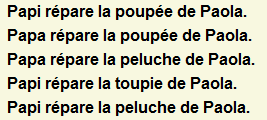 Papi répare la poupée de Paola.
Papa répare la poupée de Paola.
Papa répare la peluche de Paola.
Papi répare la toupie de Paola.
Papi répare la peluche de Paola.